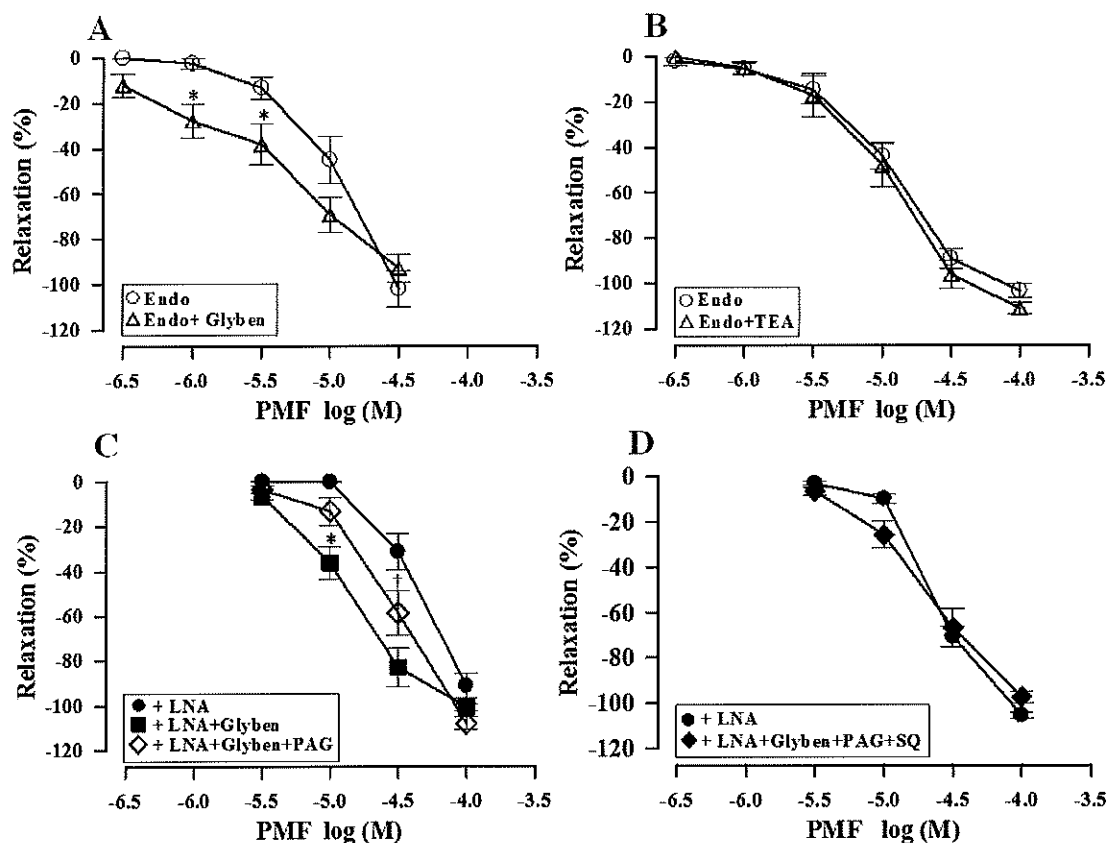 A
0
-20
-40
-60
-80
-100
-120
Relaxation (%)
*
*
Endo
Endo+ Glyben
-6.5 -6.0 -5.5 -5.0 -4.5 -4.0 -3.5
PMF log (M)
B
0
-20
-40
-60
-80
-100
-120
Relaxation (%)
Endo
Endo+TEA
-6.5 -6.0 -5.5 -5.0 -4.5 -4.0 -3.5
PMF log (M)
C
0
-20
-40
-60
-80
-100
-120
Relaxation (%)
*
†
+ LNA
+ LNA+Glyben
+ LNA+Glyben+PAG
-6.5 -6.0 -5.5 -5.0 -4.5 -4.0 -3.5
PMF log (M)
D
0
-20
-40
-60
-80
-100
-120
Relaxation (%)
+ LNA
+ LNA+Glyben+PAG+SQ
-6.5 -6.0 -5.5 -5.0 -4.5 -4.0 -3.5
PMF log (M)